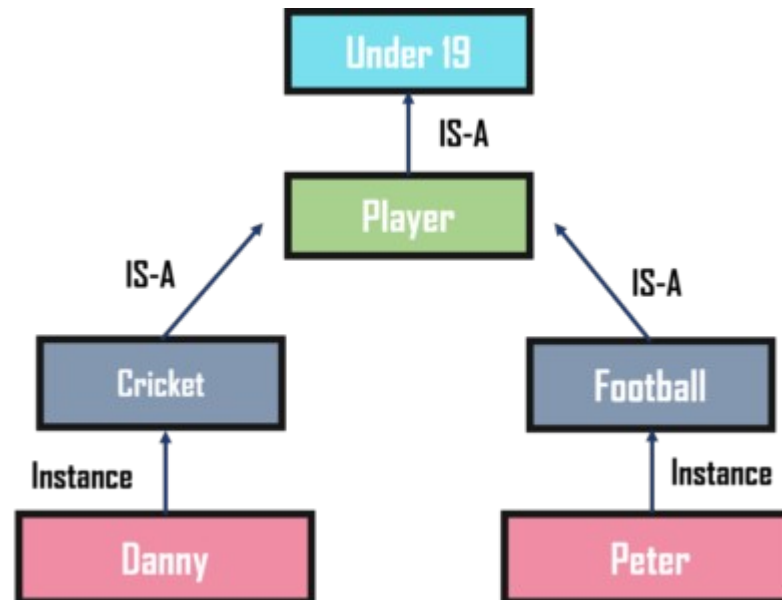 Under 19
IS-A
Player
IS-A
IS-A
Cricket
Football
Instance
Instance
Danny
Peter